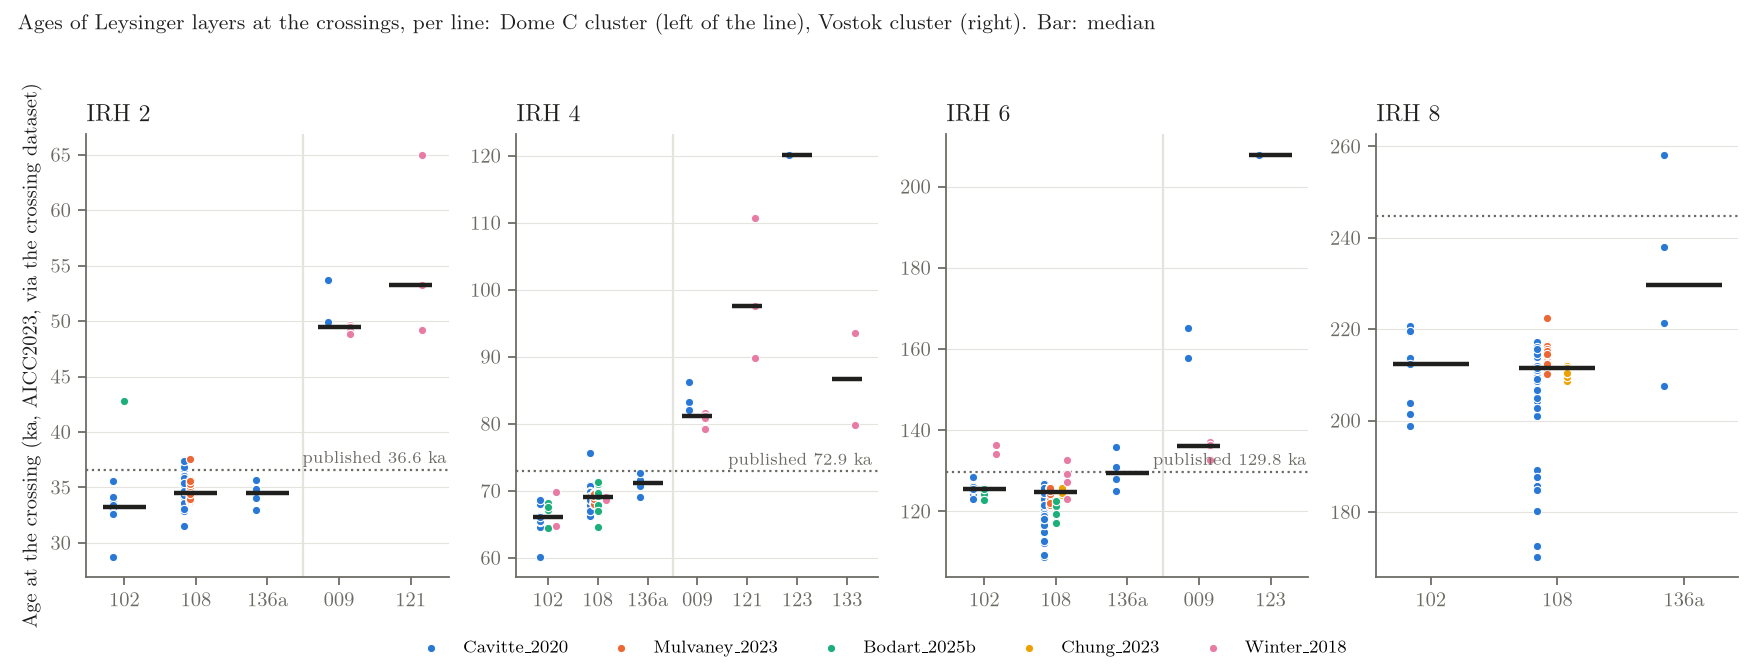 Ages of Leysinger layers at the crossings, per line: Dome C cluster (left of the line), Vostok cluster (right). Bar: median
Age at the crossing (ka, AICC2023, via the crossing dataset)
IRH 2
65
60
55
50
45
40
35
30
published 36.6 ka
102 108 136a 009 121
IRH 4
120
110
100
90
80
70
60
published 72.9 ka
102 108 136a 009 121 123 133
IRH 6
200
180
160
140
120
published 129.8 ka
102 108 136a 009 123
IRH 8
260
240
220
200
180
102 108 136a
Cavitte_2020 Mulvaney_2023 Bodart_2025b Chung_2023 Winter_2018